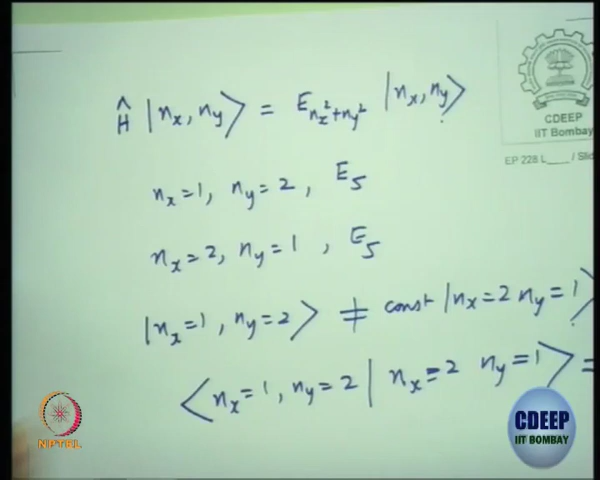 Ĥ |nx, ny⟩ = E nx²+ny² |nx, ny⟩
nx=1, ny=2, E5
nx=2, ny=1, E5
|nx=1, ny=2⟩ ≠ const |nx=2 ny=1⟩
⟨nx=1, ny=2 | nx=2 ny=1⟩ =
CDEEP
IIT Bombay
EP 228 L___ / Slid
NPTEL
CDEEP
IIT BOMBAY